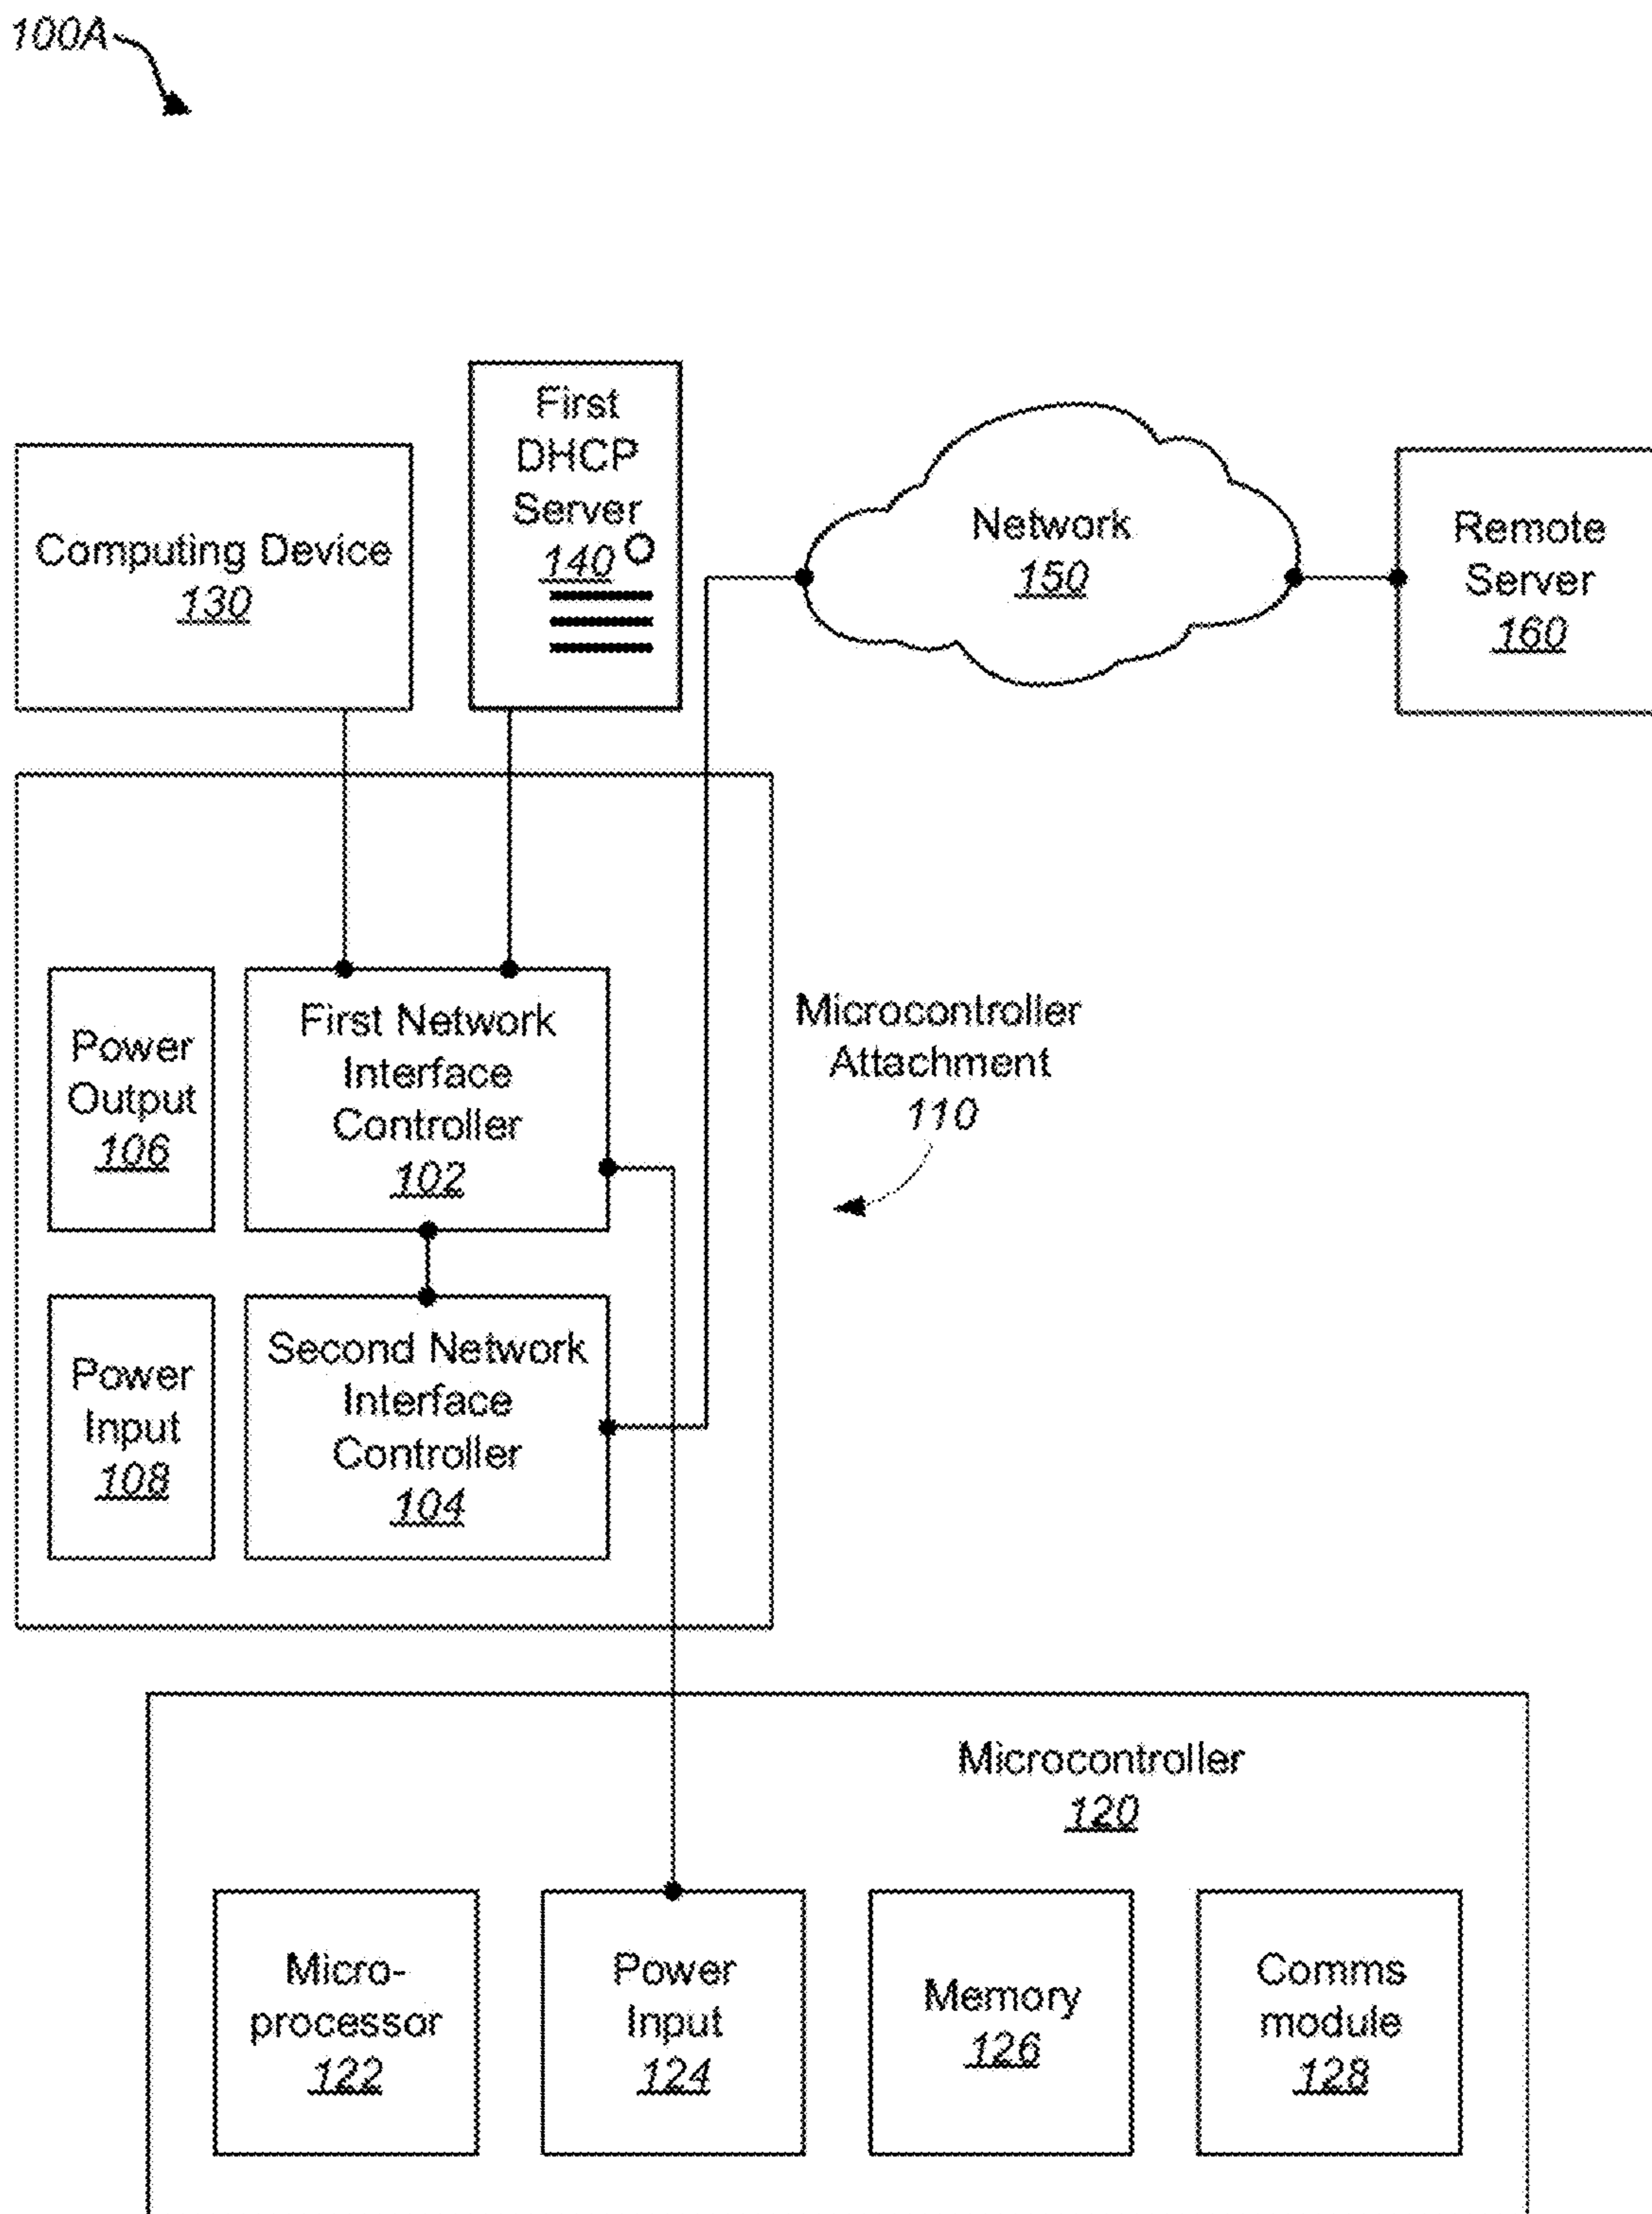 100A
First
DHCP
Server
140
Computing Device
130
Network
150
Remote
Server
160
Power
Output
106
First Network
Interface
Controller
102
Microcontroller
Attachment
110
Power
Input
108
Second Network
Interface
Controller
104
Microcontroller
120
Micro-
processor
122
Power
Input
124
Memory
126
Comms
module
128